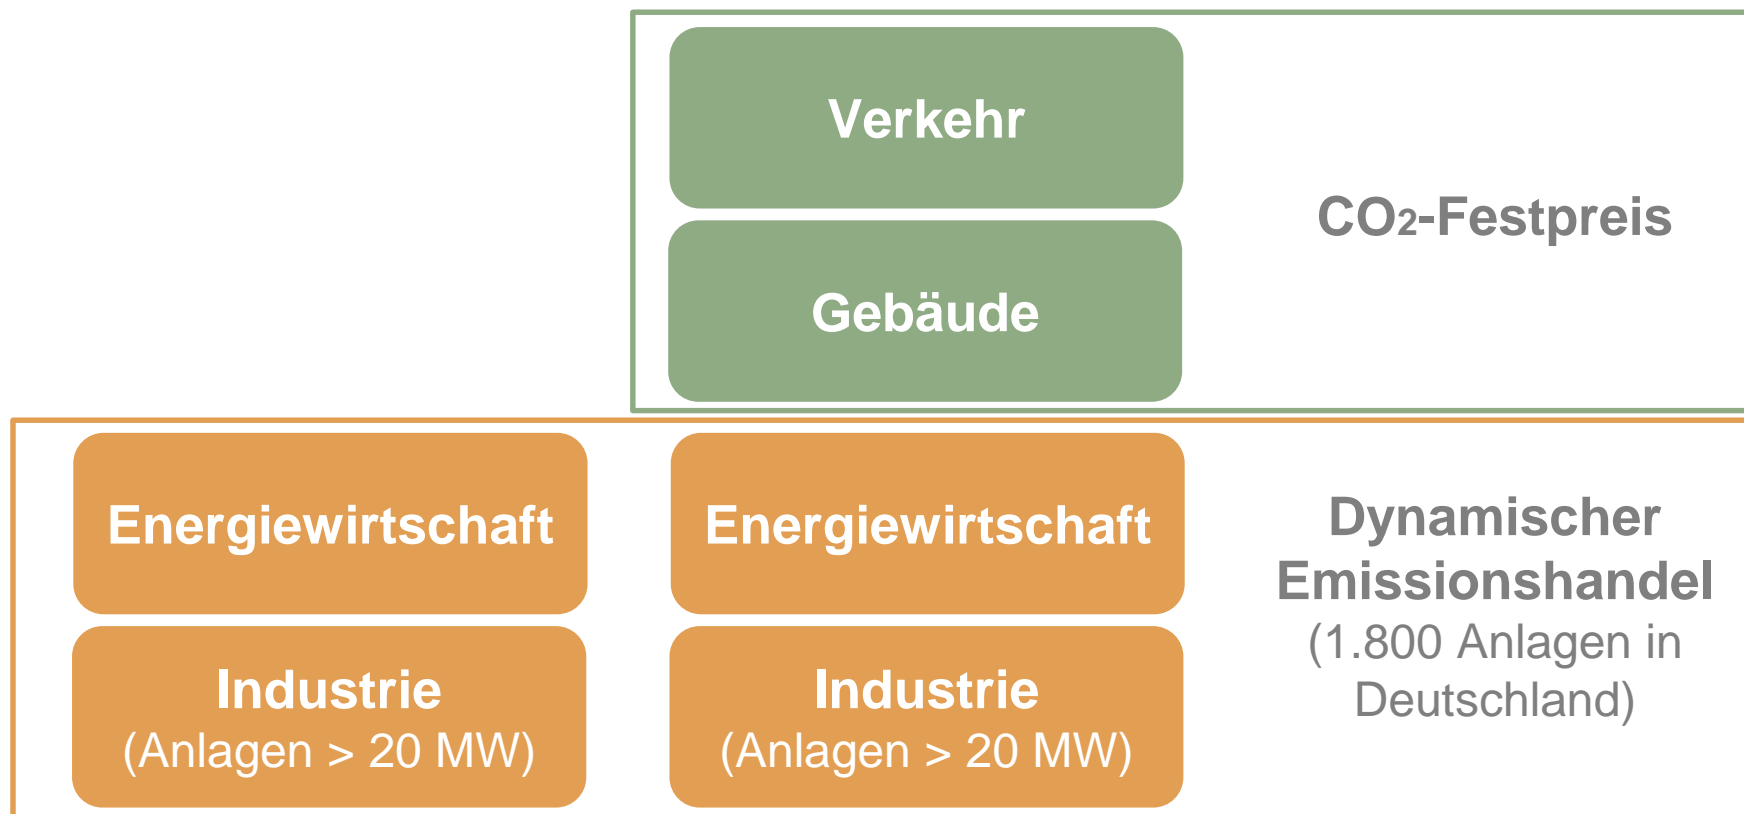 Verkehr
Gebäude
CO₂-Festpreis
Energiewirtschaft
Industrie
(Anlagen > 20 MW)
Energiewirtschaft
Industrie
(Anlagen > 20 MW)
Dynamischer
Emissionshandel
(1.800 Anlagen in
Deutschland)